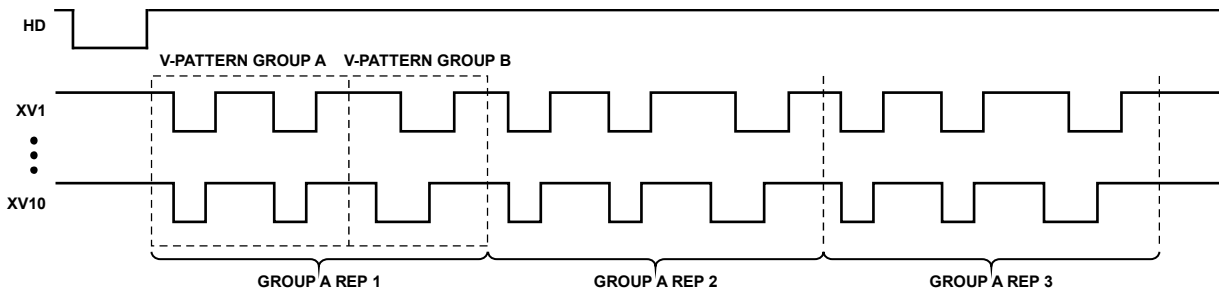 HD
V-PATTERN GROUP A V-PATTERN GROUP B
XV1
XV10
GROUP A REP 1 GROUP A REP 2 GROUP A REP 3